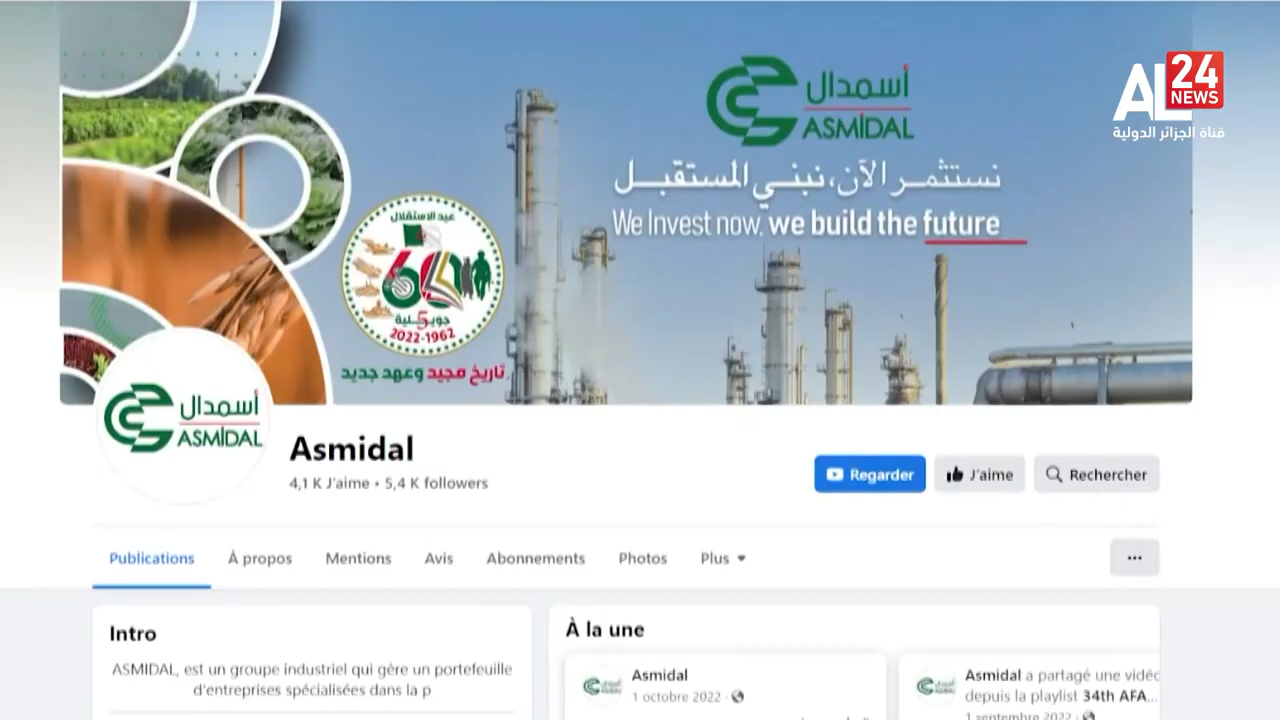 AL 24 NEWS
قناة الجزائر الدولية
أسمدال
ASMIDAL
نستثمر الآن، نبني المستقبل
We Invest now, we build the future
عيد الاستقلال
60
جويلية 5
2022-1962
تاريخ مجيد وعهد جديد
أسمدال
ASMIDAL
Asmidal
4,1 K J’aime • 5,4 K followers
Regarder
J’aime
Rechercher
Publications
À propos
Mentions
Avis
Abonnements
Photos
Plus
Intro
ASMIDAL, est un groupe industriel qui gère un portefeuille
d'entreprises spécialisées dans la p
À la une
Asmidal
1 octobre 2022
Asmidal a partagé une vidéo
depuis la playlist 34th AFA...
1 septembre 2022